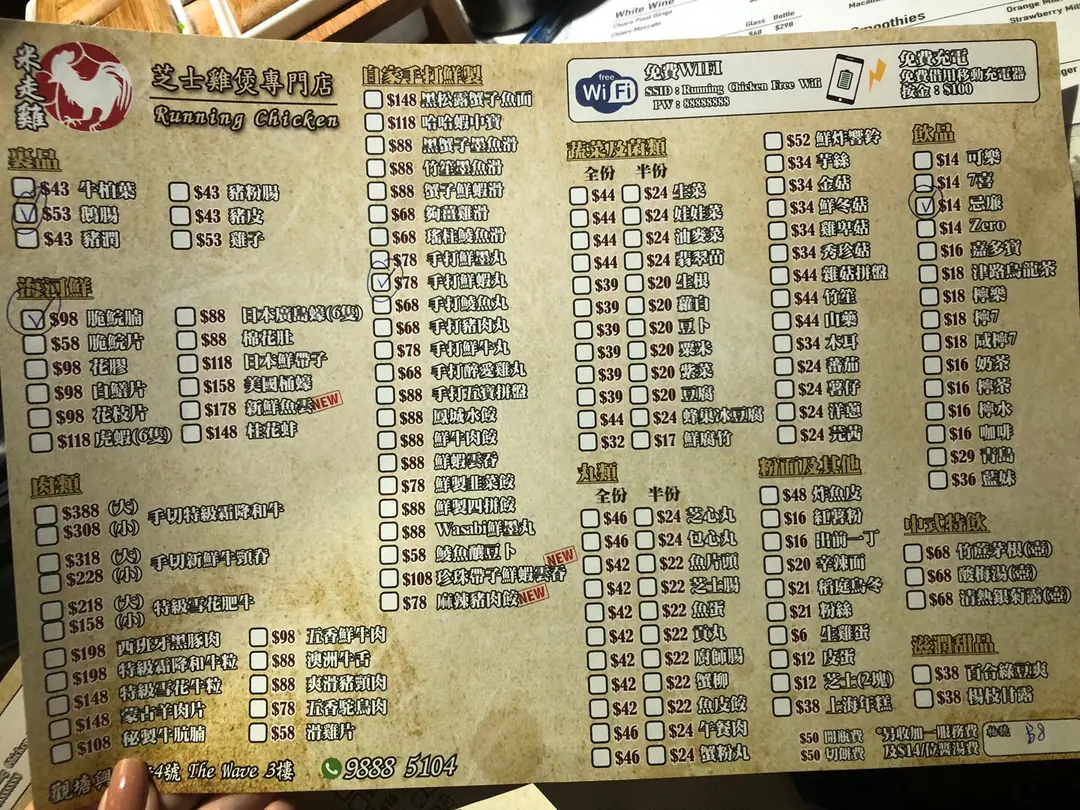 White Wine
Glass Bottle
$68 $298
Smoothies
米走雞
芝士雞煲專門店
Running Chicken
free
WiFi
免費WIFI
SSID : Running Chicken Free Wifi
PW : 88888888
免費充電
免費借用移動充電器
按金：$100
裏品
$43 牛柏葉
$53 鵝腸
$43 豬潤
$43 豬粉腸
$43 豬皮
$53 雞子
海河鮮
$98 脆鯇腩
$58 脆鯇片
$98 花膠
$98 白鱔片
$98 花枝片
$118 虎蝦(6隻)
$88 日本廣島蠔(6隻)
$88 棉花肚
$118 日本鮮帶子
$158 美國桶蠔
$178 新鮮魚雲 NEW
$148 桂花蚌
肉類
$388 (大) 手切特級霜降和牛
$308 (小)
$318 (大) 手切新鮮牛頸脊
$228 (小)
$218 (大) 特級雪花肥牛
$158 (小)
$198 西班牙黑豚肉
$198 特級霜降和牛粒
$148 特級雪花牛粒
$148 蒙古羊肉片
$108 秘製牛肮腩
$98 五香鮮牛肉
$88 澳洲牛舌
$88 爽滑豬頸肉
$78 五香鴕鳥肉
$58 滑雞片
自家手打鮮製
$148 黑松露蟹子魚面
$118 哈哈蝦中寶
$88 黑蟹子墨魚滑
$88 竹笙墨魚滑
$88 蟹子鮮蝦滑
$68 薑雞滑
$68 瑤柱鯪魚滑
$78 手打鮮墨丸
$78 手打鮮蝦丸
$68 手打鯪魚丸
$68 手打豬肉丸
$78 手打鮮牛丸
$68 手打醉愛雞丸
$88 手打五寶拼盤
$88 鳳城水餃
$88 鮮牛肉餃
$88 鮮蝦雲吞
$78 鮮製韭菜餃
$88 鮮製四拼餃
$88 Wasabi鮮墨丸
$58 鯪魚釀豆卜
$108 珍珠帶子鮮蝦雲吞 NEW
$78 麻辣豬肉餃 NEW
蔬菜及菌類
全份 半份
$44 $24 生菜
$44 $24 娃娃菜
$44 $24 油麥菜
$44 $24 翡翠苗
$39 $20 生根
$39 $20 蘿白
$39 $20 豆卜
$39 $20 粟米
$39 $20 紫菜
$39 $20 豆腐
$44 $24 蜂巢冰豆腐
$32 $17 鮮腐竹
丸類
全份 半份
$46 $24 芝心丸
$46 $24 包心丸
$42 $22 魚片頭
$42 $22 芝士腸
$42 $22 魚蛋
$42 $22 貢丸
$42 $22 廚師腸
$42 $22 蟹柳
$42 $22 魚皮餃
$46 $24 午餐肉
$46 $24 蟹粉丸
$52 鮮炸響鈴
$34 芋絲
$34 金菇
$34 鮮冬菇
$34 雞髀菇
$34 秀珍菇
$44 雜菇拼盤
$44 竹笙
$44 山藥
$34 木耳
$24 蕃茄
$24 薯仔
$24 洋蔥
$24 芫茜
粉面及其他
$48 炸魚皮
$16 紅薯粉
$16 出前一丁
$20 辛辣面
$21 稻庭烏冬
$21 粉絲
$6 生雞蛋
$12 皮蛋
$12 芝士(2塊)
$38 上海年糕
飲品
$14 可樂
$14 7喜
$14 忌廉
$14 Zero
$16 嘉多寶
$18 津路烏龍茶
$18 檸樂
$18 檸7
$18 咸檸7
$16 奶茶
$16 檸茶
$16 檸水
$16 咖啡
$29 青島
$36 藍妹
中式特飲
$68 竹蔗茅根(壺)
$68 酸梅湯(壺)
$68 清熱銀菊露(壺)
滋潤甜品
$38 百合綠豆爽
$38 楊枝甘露
$50 開瓶費
$50 切餅費
*另收加一服務費
及$14/位醬湯費
B8
觀塘興 4號 The Wave 3樓
9888 5104